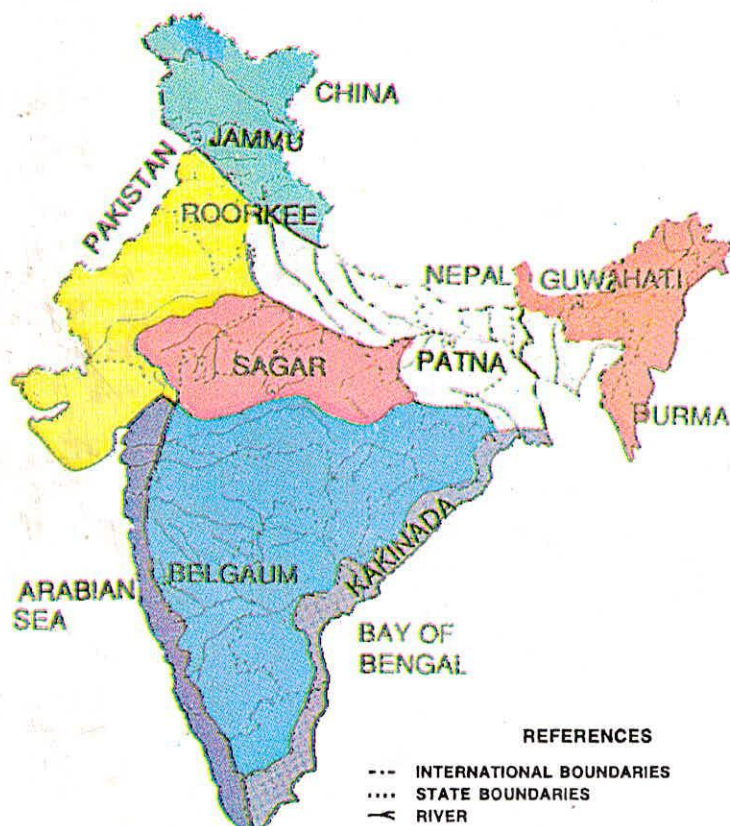 CHINA
JAMMU
PAKISTAN
ROORKEE
NEPAL
GUWAHATI
SAGAR
PATNA
BURMA
KAKINADA
BELGAUM
ARABIAN
SEA
BAY OF
BENGAL
REFERENCES
INTERNATIONAL BOUNDARIES
STATE BOUNDARIES
RIVER